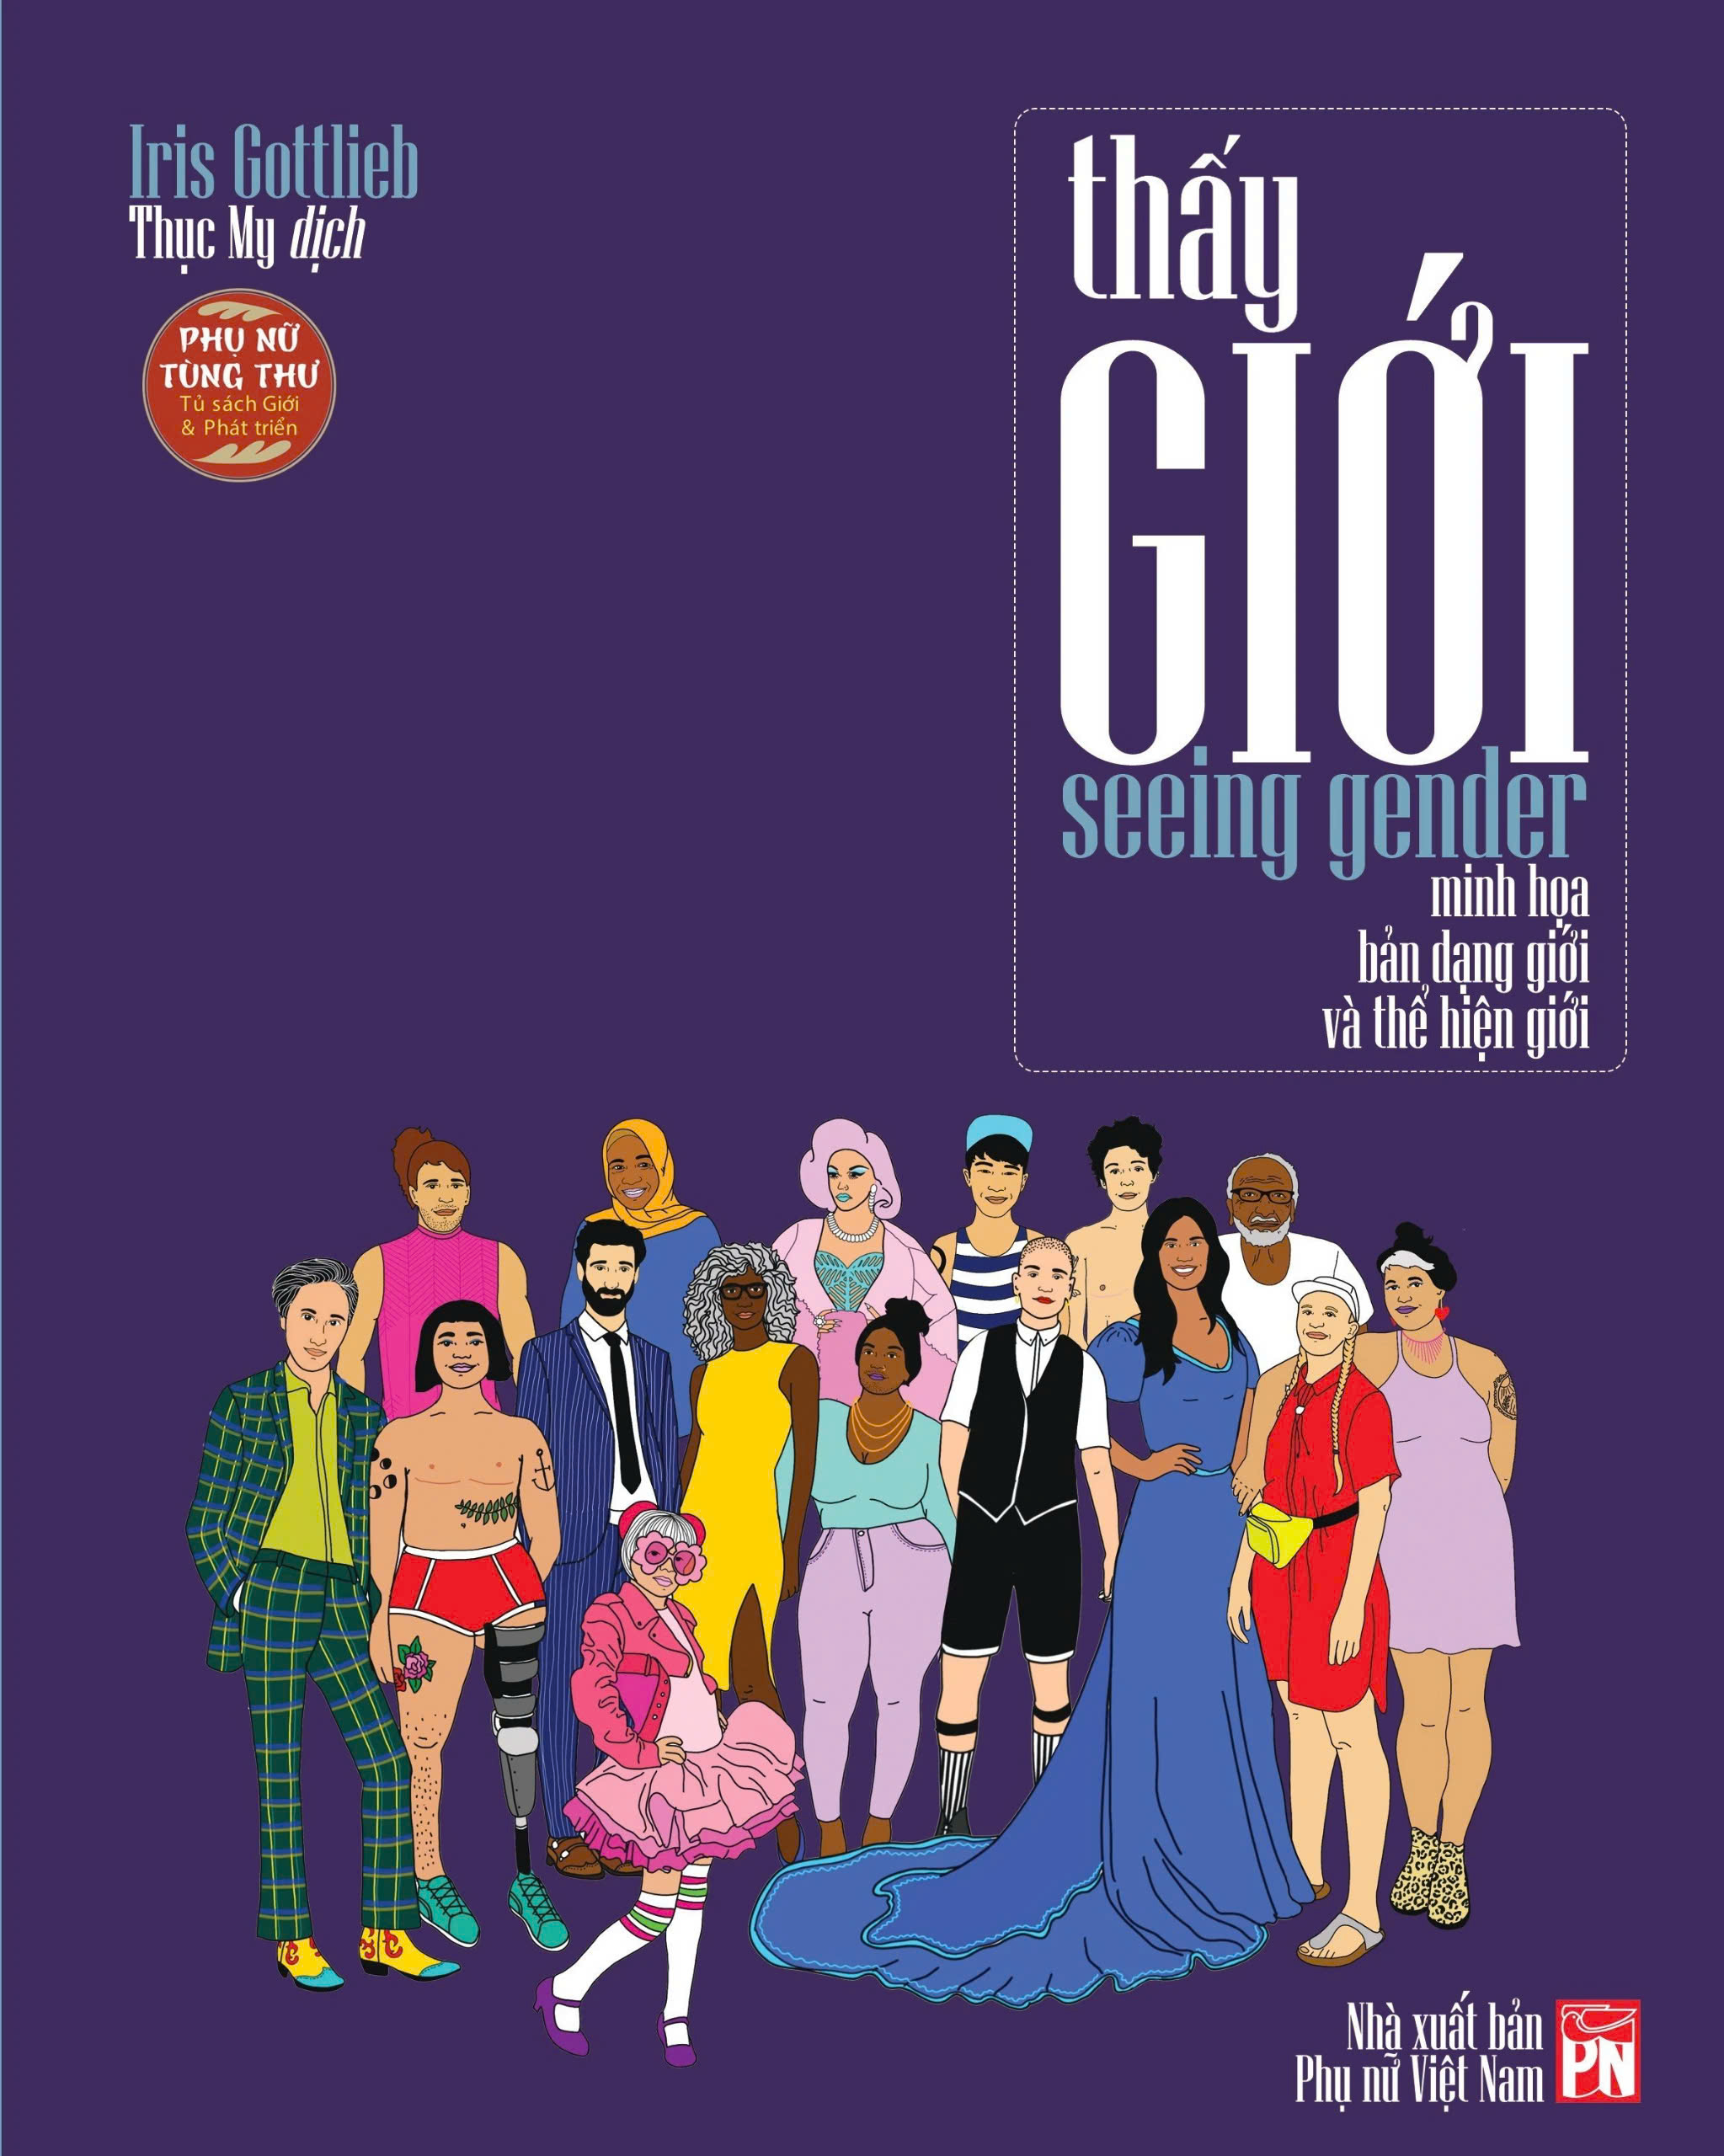 Iris Gottlieb
Thục My dịch
PHỤ NỮ
TÙNG THƯ
Tủ sách Giới
& Phát triển
thấy
GIỚI
seeing gender
minh họa
bản dạng giới
và thể hiện giới
Nhà xuất bản
Phụ nữ Việt Nam
PN